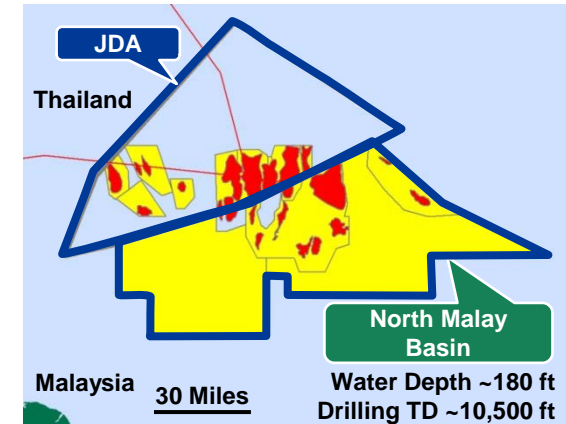 JDA
Thailand
North Malay
Basin
Malaysia
30 Miles
Water Depth ~180 ft
Drilling TD ~10,500 ft